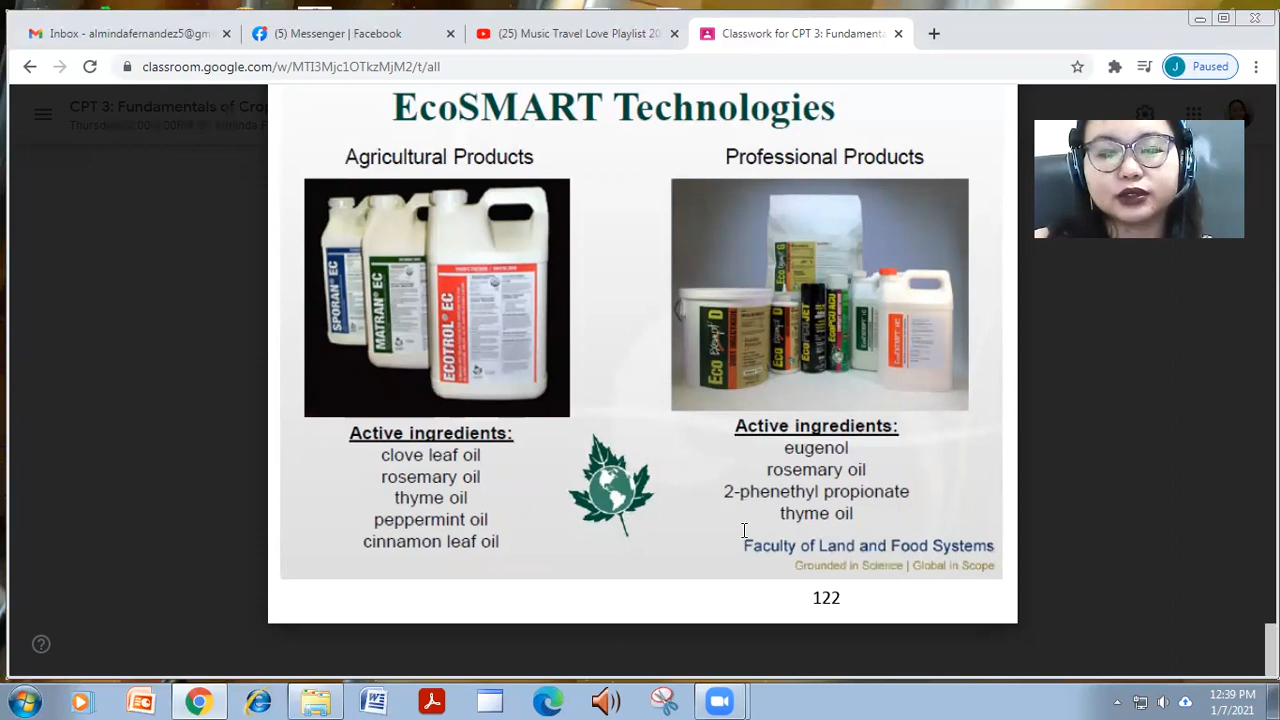 Inbox - almindafernandez5@gm
(5) Messenger | Facebook
(25) Music Travel Love Playlist 20
Classwork for CPT 3: Fundamenta
classroom.google.com/w/MTI3Mjc1OTkzMjM2/t/all
J
Paused
CPT 3: Fundamentals of Crop
EcoSMART Technologies
Agricultural Products
Professional Products
SPORAN® EC
MATRAN® EC
ECOTROL® EC
Eco Exempt D
Active ingredients:
clove leaf oil
rosemary oil
thyme oil
peppermint oil
cinnamon leaf oil
Active ingredients:
eugenol
rosemary oil
2-phenethyl propionate
thyme oil
Faculty of Land and Food Systems
Grounded in Science | Global in Scope
122
12:39 PM
1/7/2021